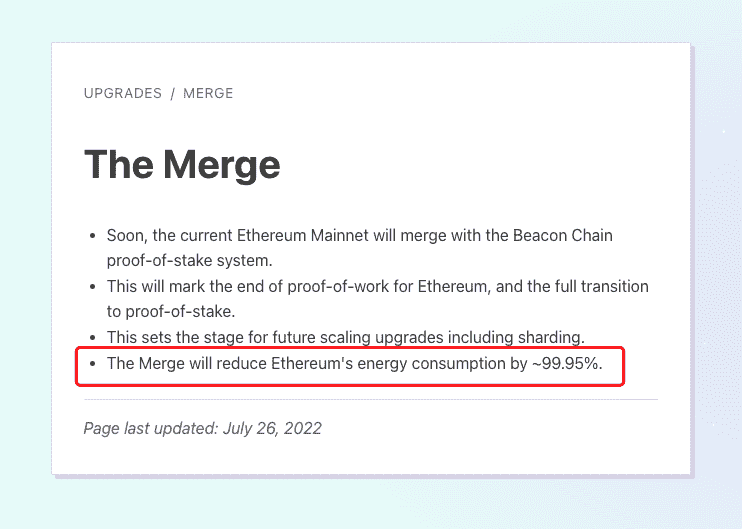 UPGRADES / MERGE
The Merge
• Soon, the current Ethereum Mainnet will merge with the Beacon Chain
proof-of-stake system.
• This will mark the end of proof-of-work for Ethereum, and the full transition
to proof-of-stake.
• This sets the stage for future scaling upgrades including sharding.
• The Merge will reduce Ethereum's energy consumption by ~99.95%.
Page last updated: July 26, 2022